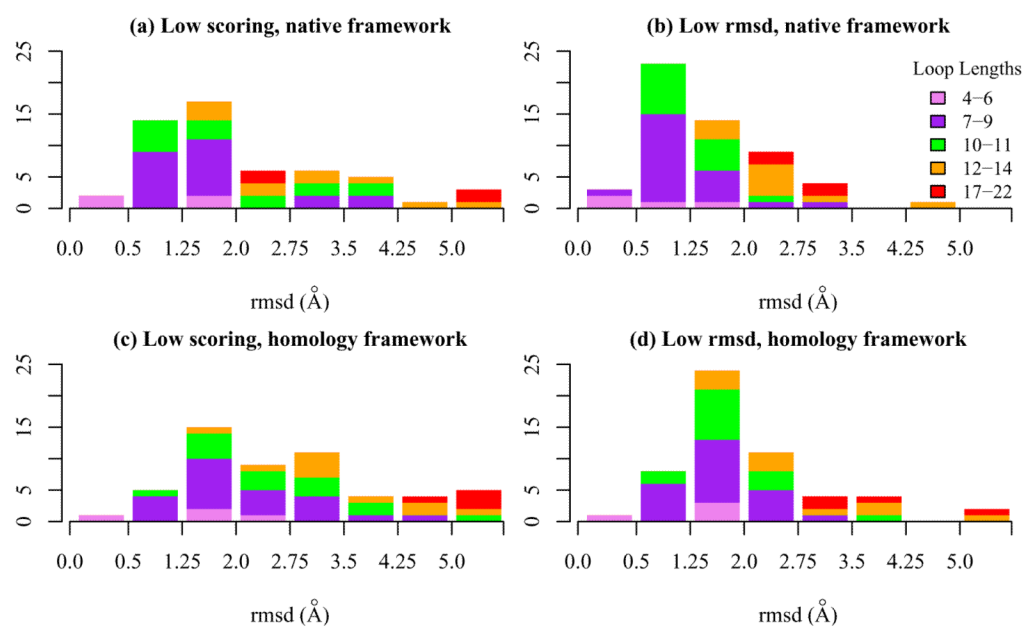 (a) Low scoring, native framework
25
15
5
0
0.0 0.5 1.25 2.0 2.75 3.5 4.25 5.0
rmsd (Å)
(b) Low rmsd, native framework
25
15
5
0
Loop Lengths
4−6
7−9
10−11
12−14
17−22
0.0 0.5 1.25 2.0 2.75 3.5 4.25 5.0
rmsd (Å)
(c) Low scoring, homology framework
25
15
5
0
0.0 0.5 1.25 2.0 2.75 3.5 4.25 5.0
rmsd (Å)
(d) Low rmsd, homology framework
25
15
5
0
0.0 0.5 1.25 2.0 2.75 3.5 4.25 5.0
rmsd (Å)